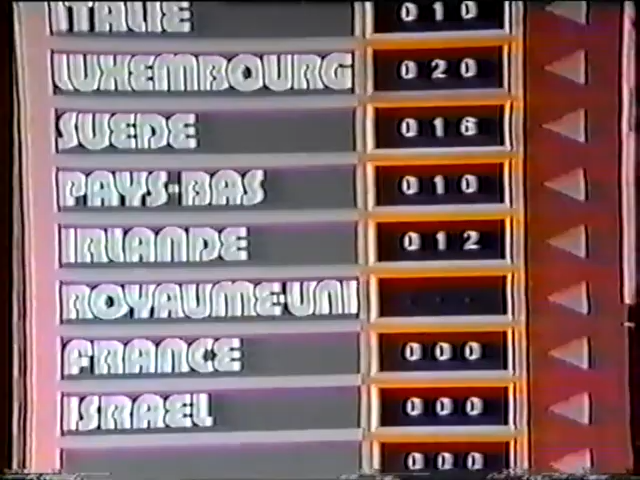 ITALIE 010
LUXEMBOURG 020
SUEDE 016
PAYS-BAS 010
IRLANDE 012
ROYAUME-UNI
FRANCE 000
ISRAEL 000
000